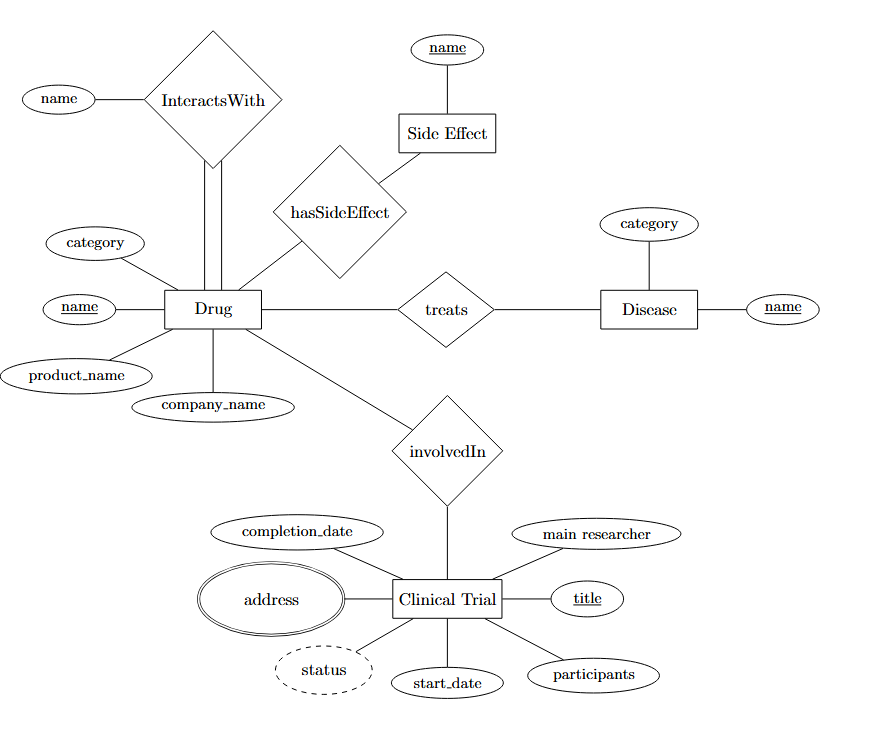 name
name
InteractsWith
Side Effect
hasSideEffect
category
category
name
Drug
treats
Disease
name
product_name
company_name
involvedIn
completion_date
main researcher
address
Clinical Trial
title
status
start_date
participants